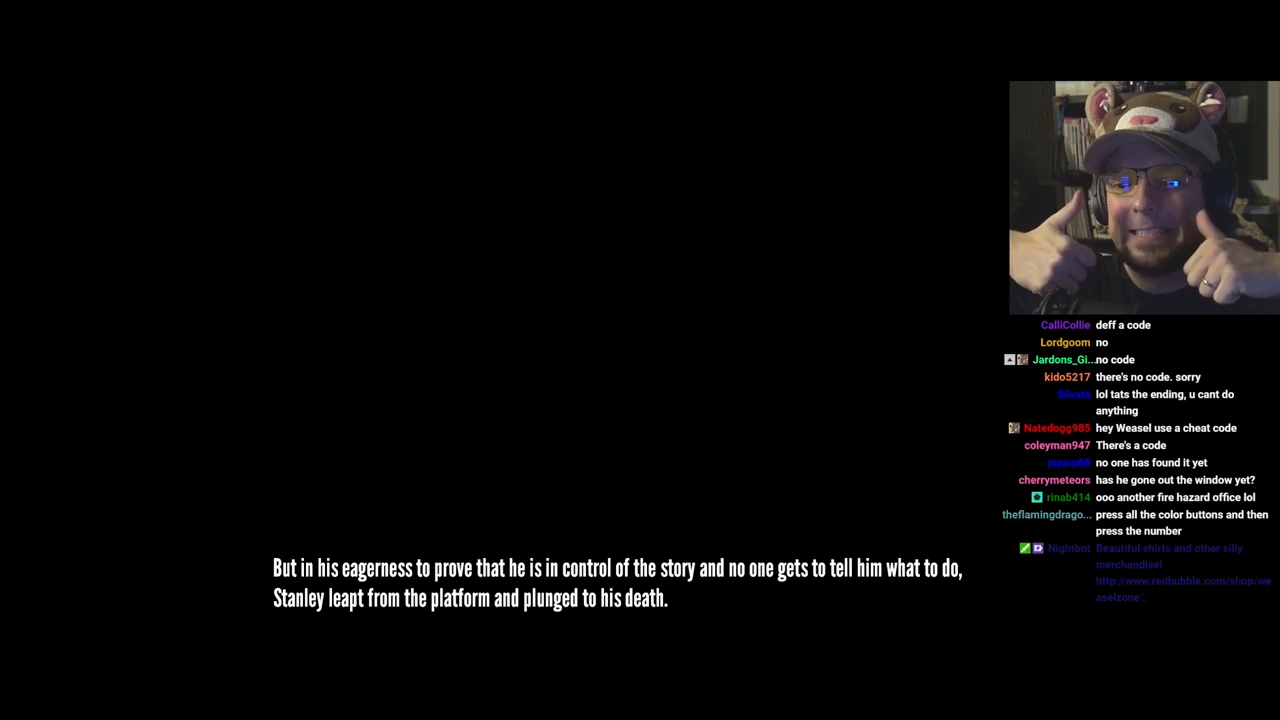 But in his eagerness to prove that he is in control of the story and no one gets to tell him what to do,
Stanley leapt from the platform and plunged to his death.
CalliCollie deff a code
Lordgoom no
Jardons_Gi... no code
kido5217 there's no code. sorry
lol tats the ending, u cant do
anything
Natedogg985 hey Weasel use a cheat code
coleyman947 There's a code
no one has found it yet
cherrymeteors has he gone out the window yet?
rinab414 ooo another fire hazard office lol
theflamingdrago... press all the color buttons and then
press the number
Nightbot Beautiful shirts and other silly
merchandise!
http://www.redbubble.com/shop/we
aselzone